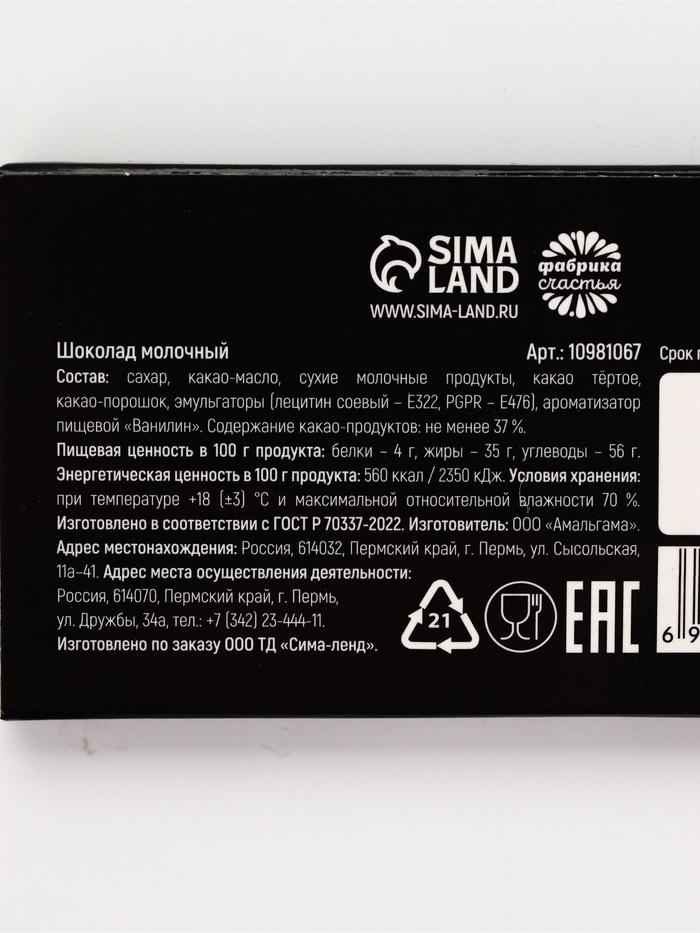 SIMA
LAND
WWW.SIMA-LAND.RU
фабрика
счастья
Шоколад молочный
Арт.: 10981067
Срок
Состав: сахар, какао-масло, сухие молочные продукты, какао тёртое,
какао-порошок, эмульгаторы (лецитин соевый – Е322, PGPR – Е476), ароматизатор
пищевой «Ванилин». Содержание какао-продуктов: не менее 37 %.
Пищевая ценность в 100 г продукта: белки – 4 г, жиры – 35 г, углеводы – 56 г.
Энергетическая ценность в 100 г продукта: 560 ккал / 2350 кДж. Условия хранения:
при температуре +18 (±3) °С и максимальной относительной влажности 70 %.
Изготовлено в соответствии с ГОСТ Р 70337-2022. Изготовитель: ООО «Амальгама».
Адрес местонахождения: Россия, 614032, Пермский край, г. Пермь, ул. Сысольская,
11а–41. Адрес места осуществления деятельности:
Россия, 614070, Пермский край, г. Пермь,
ул. Дружбы, 34а, тел.: +7 (342) 23-444-11.
Изготовлено по заказу ООО ТД «Сима-ленд».
21
EAC
6 9